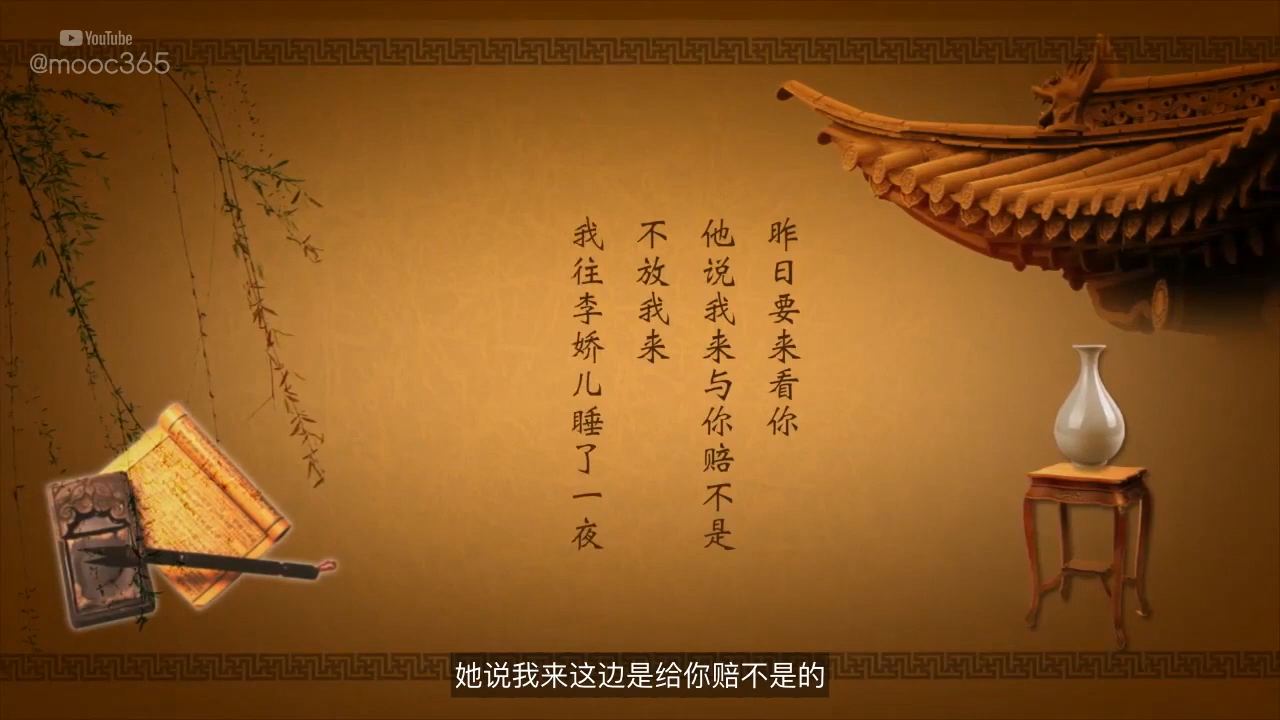 YouTube
@mooc365
昨日要来看你
他说我来与你赔不是
不放我来
我往李娇儿睡了一夜
她说我来这边是给你赔不是的